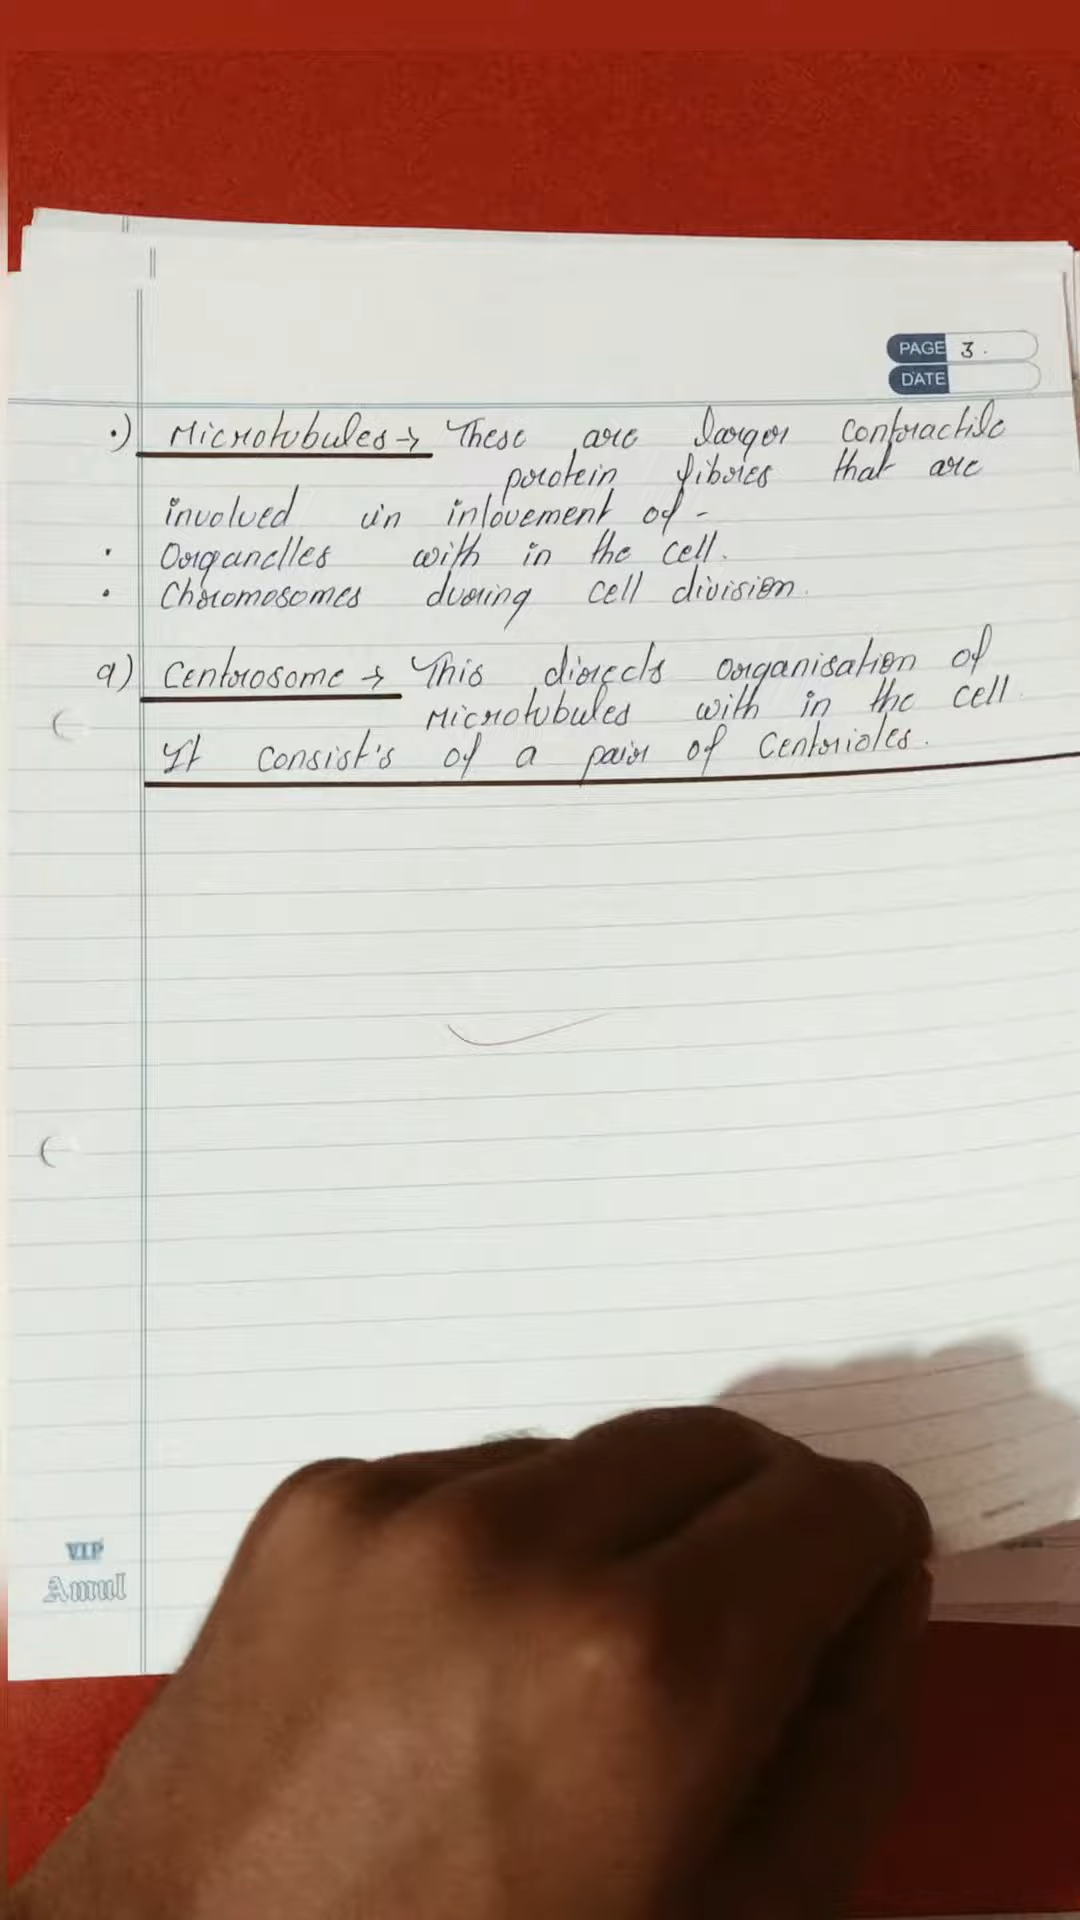 PAGE 3.
DATE
•) Microtubules → These are larger contractile
protein fibres that are
involved in inlovement of -
• Organelles with in the cell.
• Chromosomes during cell division.
9) Centrosome → This directs organisation of
Microtubules with in the cell.
It consist's of a pair of Centrioles.
V.I.P
Amul